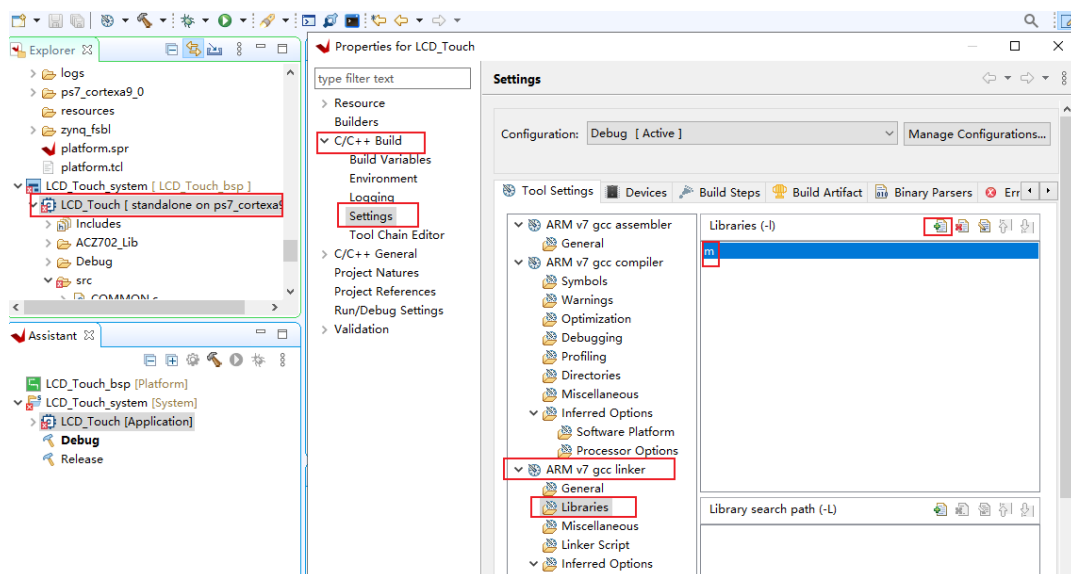 Explorer
logs
ps7_cortexa9_0
resources
zynq_fsbl
platform.spr
platform.tcl
LCD_Touch_system [ LCD_Touch_bsp ]
LCD_Touch [ standalone on ps7_cortexa9
Includes
ACZ702_Lib
Debug
src
COMMON.c
Assistant
LCD_Touch_bsp [Platform]
LCD_Touch_system [System]
LCD_Touch [Application]
Debug
Release
Properties for LCD_Touch
type filter text
Resource
Builders
C/C++ Build
Build Variables
Environment
Logging
Settings
Tool Chain Editor
C/C++ General
Project Natures
Project References
Run/Debug Settings
Validation
Settings
Configuration: Debug [ Active ] Manage Configurations...
Tool Settings Devices Build Steps Build Artifact Binary Parsers Err
ARM v7 gcc assembler
General
ARM v7 gcc compiler
Symbols
Warnings
Optimization
Debugging
Profiling
Directories
Miscellaneous
Inferred Options
Software Platform
Processor Options
ARM v7 gcc linker
General
Libraries
Miscellaneous
Linker Script
Inferred Options
Libraries (-l)
m
Library search path (-L)